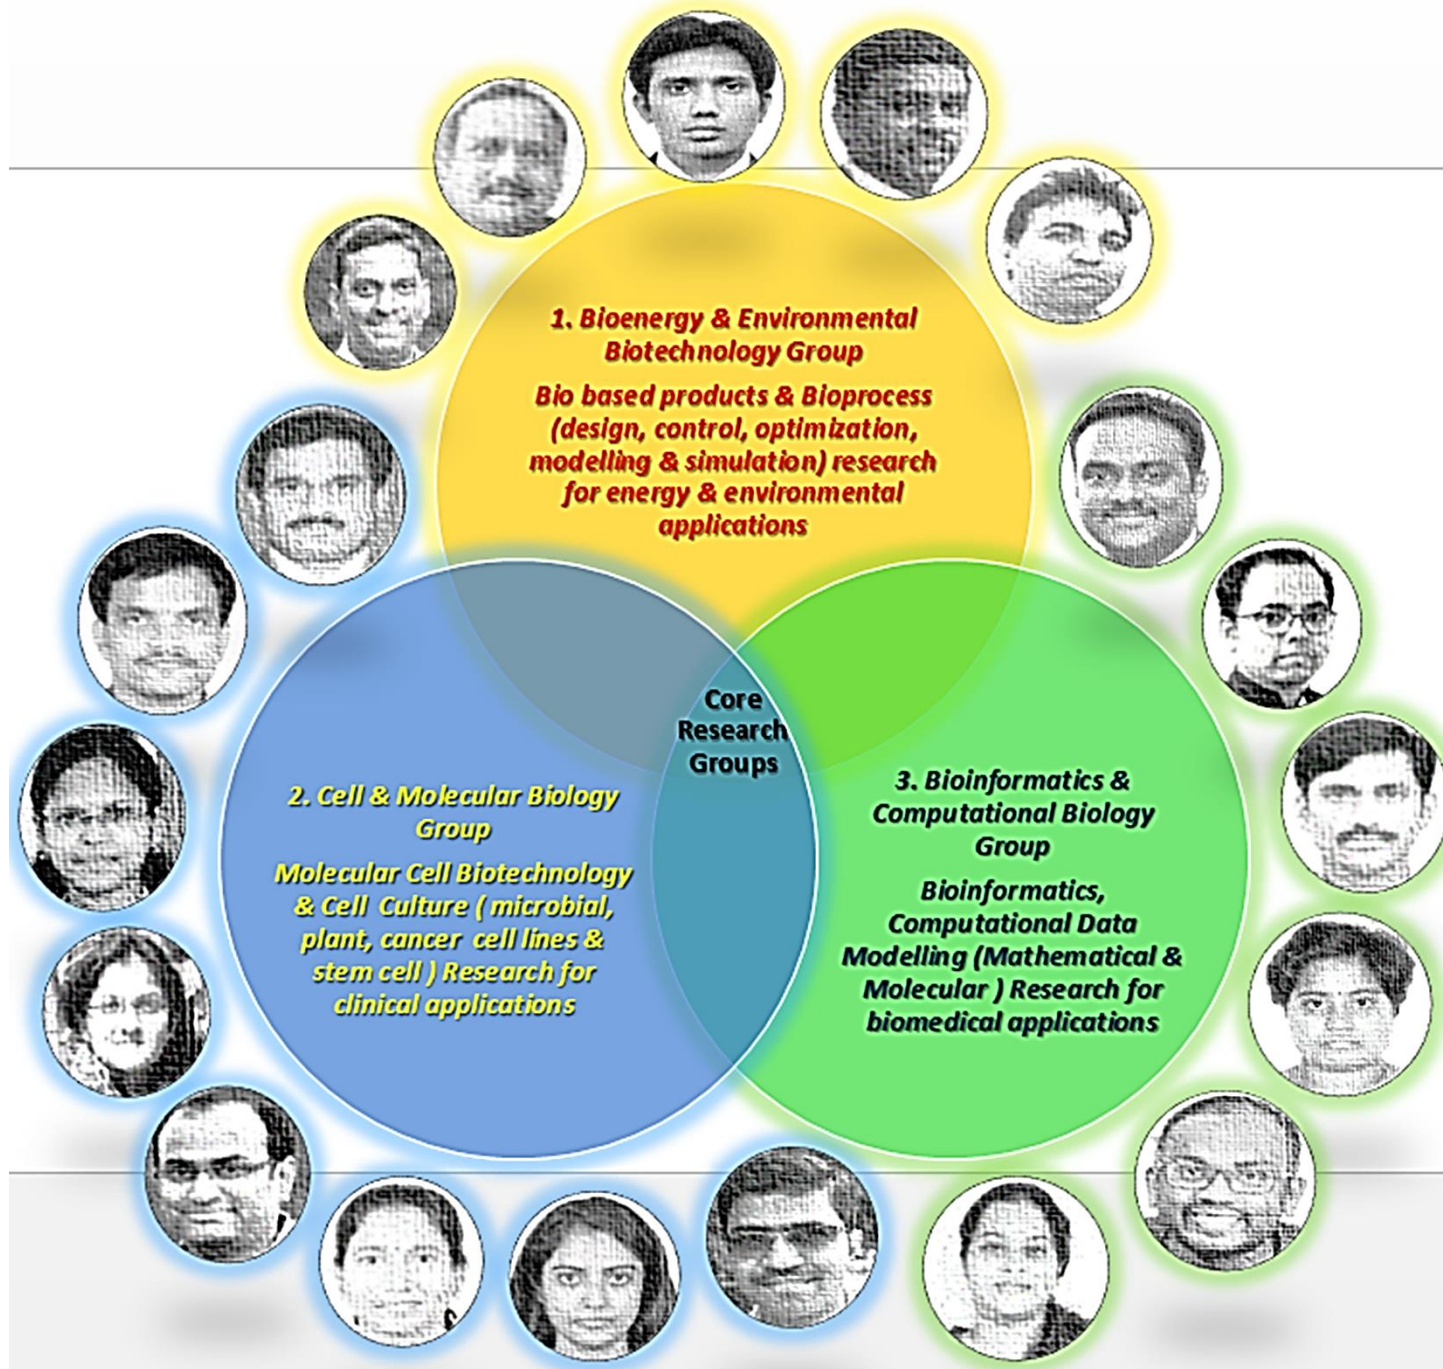 1. Bioenergy & Environmental
Biotechnology Group
Bio based products & Bioprocess
(design, control, optimization,
modelling & simulation) research
for energy & environmental
applications
Core
Research
Groups
2. Cell & Molecular Biology
Group
Molecular Cell Biotechnology
& Cell Culture ( microbial,
plant, cancer cell lines &
stem cell ) Research for
clinical applications
3. Bioinformatics &
Computational Biology
Group
Bioinformatics,
Computational Data
Modelling (Mathematical &
Molecular ) Research for
biomedical applications